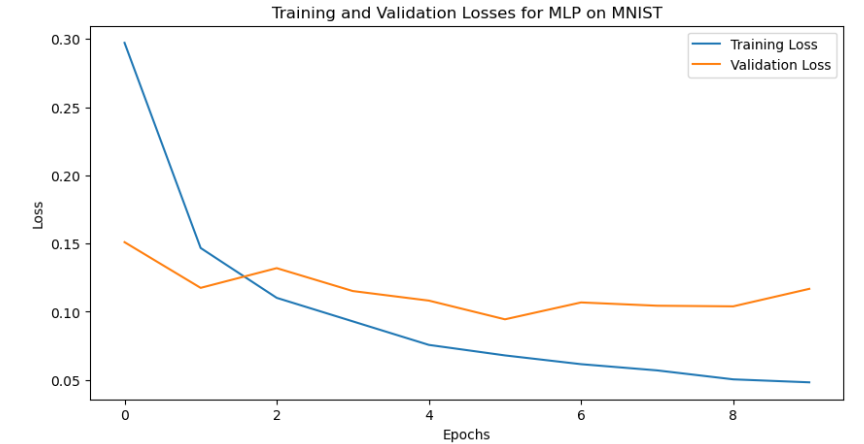 Training and Validation Losses for MLP on MNIST
Training Loss
Validation Loss
0.30
0.25
0.20
0.15
0.10
0.05
Loss
0 2 4 6 8
Epochs